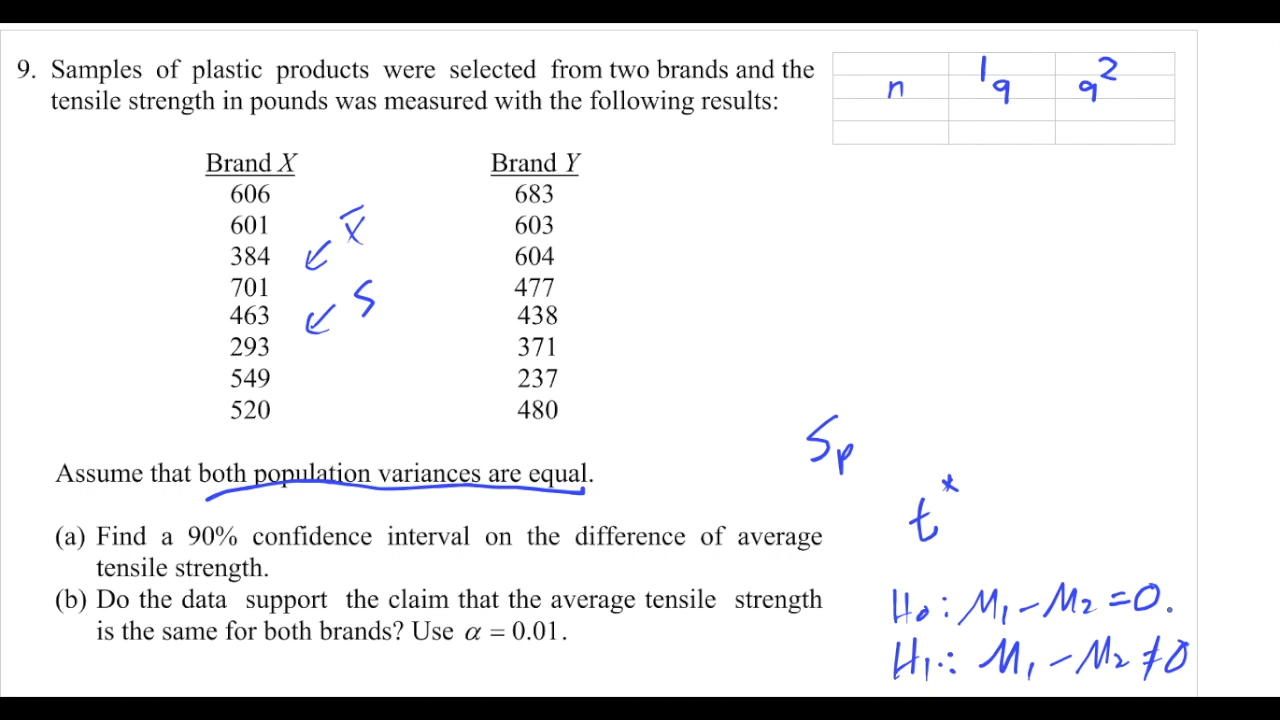 9. Samples of plastic products were selected from two brands and the
tensile strength in pounds was measured with the following results:
n 19 9²
Brand X Brand Y
606 683
601 603
384 604
701 477
463 438
293 371
549 237
520 480
X̄
S
Assume that both population variances are equal.
Sp
t*
(a) Find a 90% confidence interval on the difference of average
tensile strength.
(b) Do the data support the claim that the average tensile strength
is the same for both brands? Use α = 0.01.
H₀: M₁ - M₂ = 0.
H₁: M₁ - M₂ ≠ 0